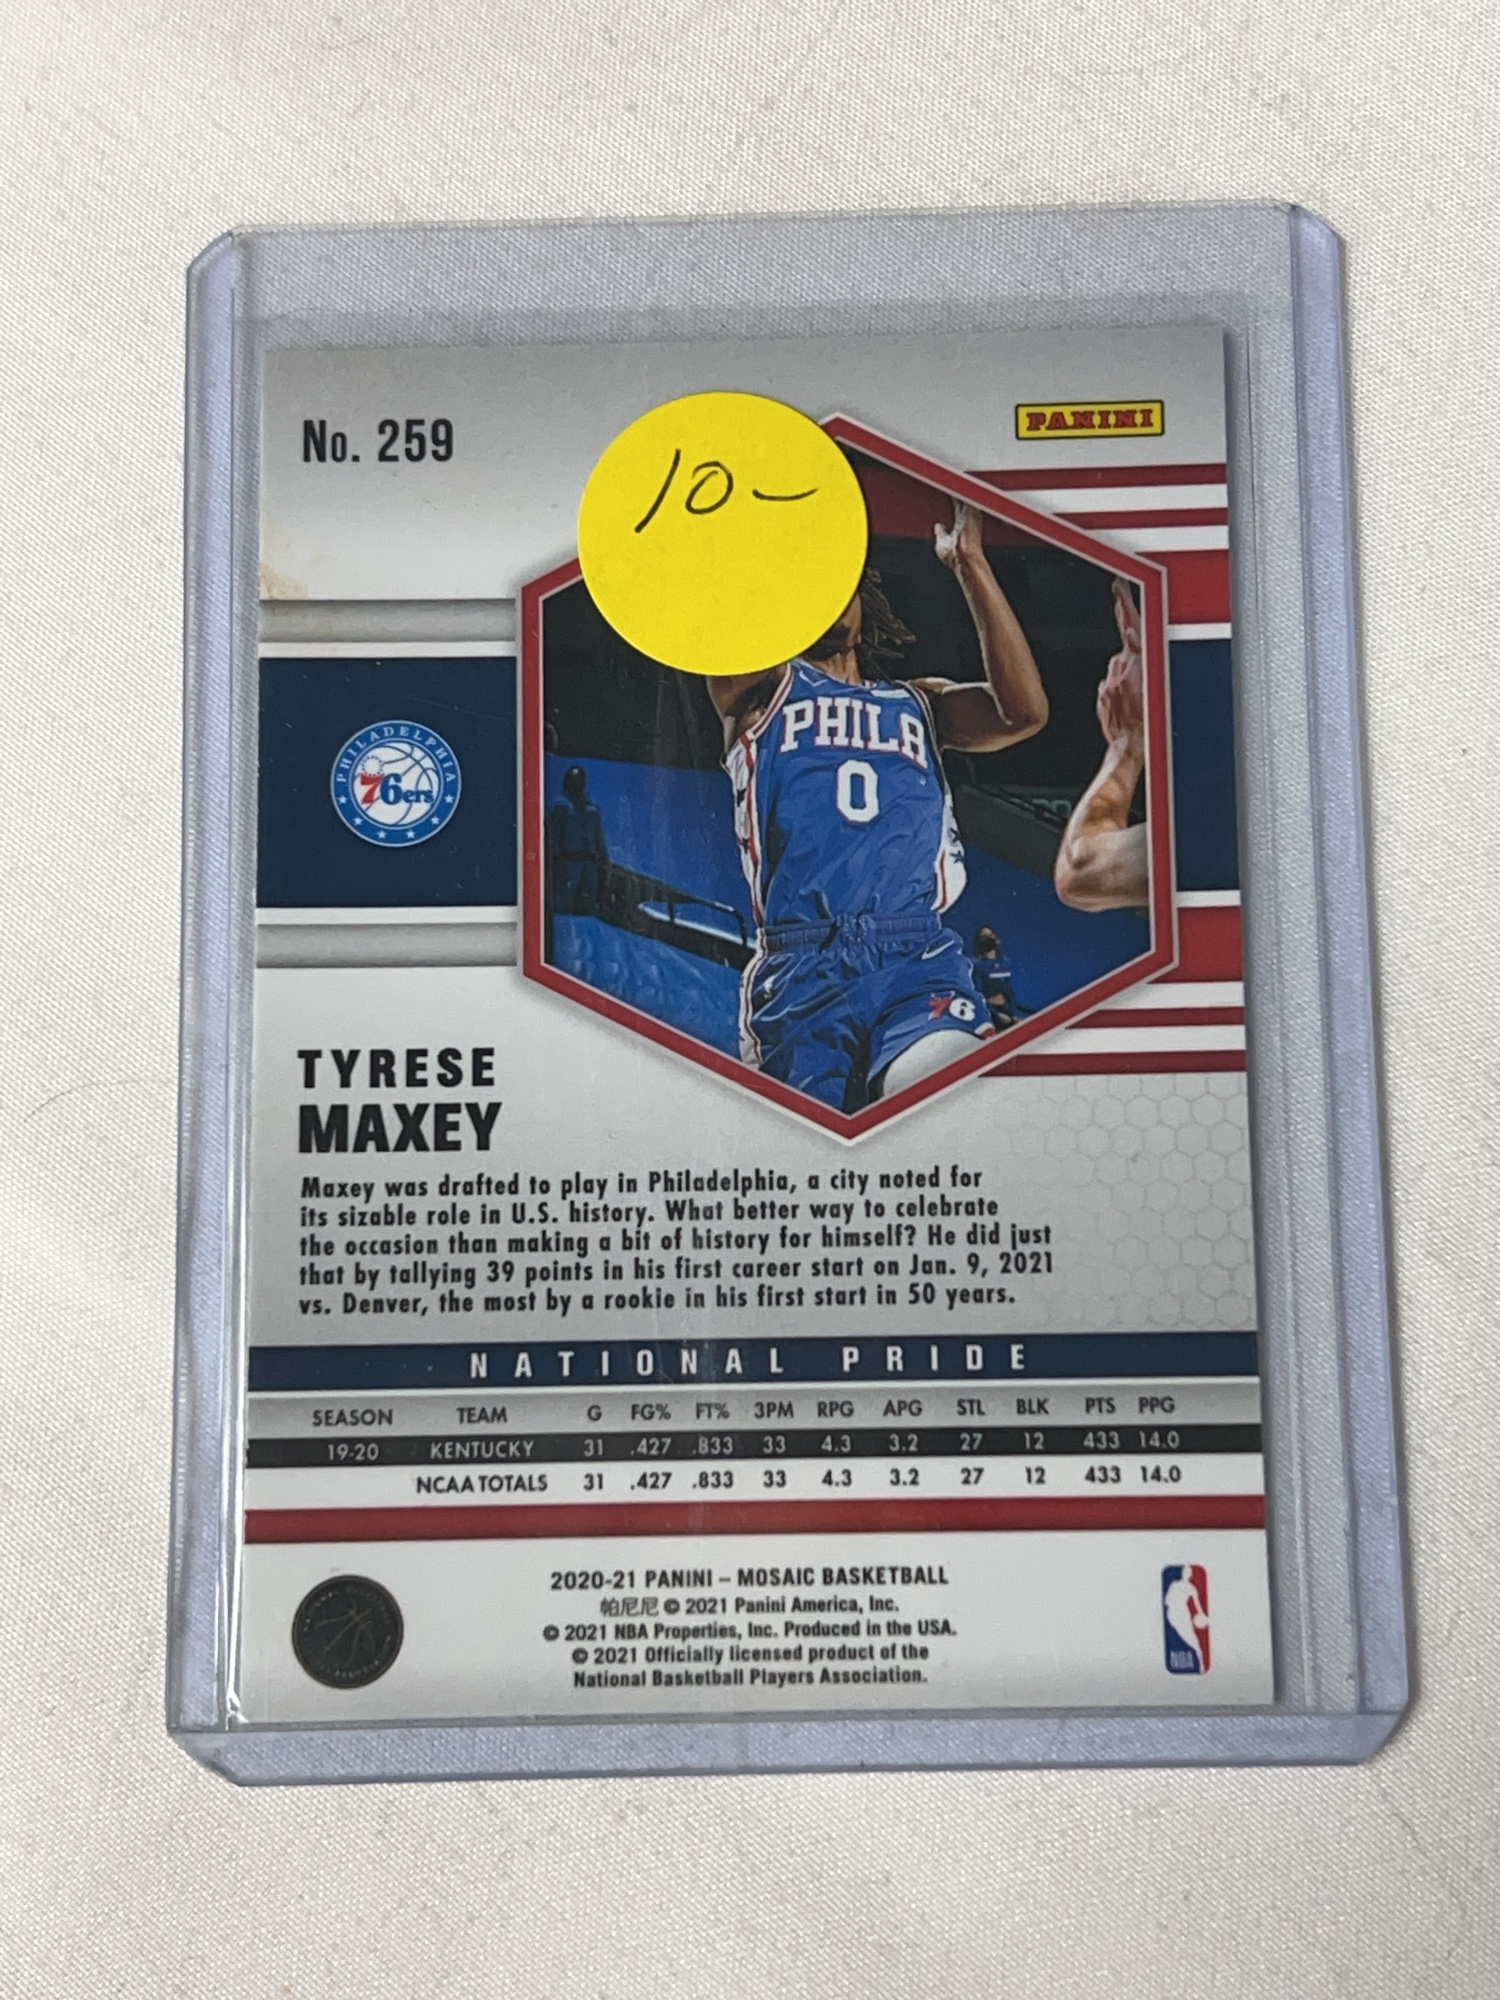 No. 259
10-
PANINI
PHILA
0
PHILADELPHIA
76ers
76
TYRESE
MAXEY
Maxey was drafted to play in Philadelphia, a city noted for
its sizable role in U.S. history. What better way to celebrate
the occasion than making a bit of history for himself? He did just
that by tallying 39 points in his first career start on Jan. 9, 2021
vs. Denver, the most by a rookie in his first start in 50 years.
NATIONAL PRIDE
SEASON TEAM G FG% FT% 3PM RPG APG STL BLK PTS PPG
19-20 KENTUCKY 31 .427 .833 33 4.3 3.2 27 12 433 14.0
NCAA TOTALS 31 .427 .833 33 4.3 3.2 27 12 433 14.0
2020-21 PANINI – MOSAIC BASKETBALL
帕尼尼 © 2021 Panini America, Inc.
© 2021 NBA Properties, Inc. Produced in the USA.
© 2021 Officially licensed product of the
National Basketball Players Association.
NBA